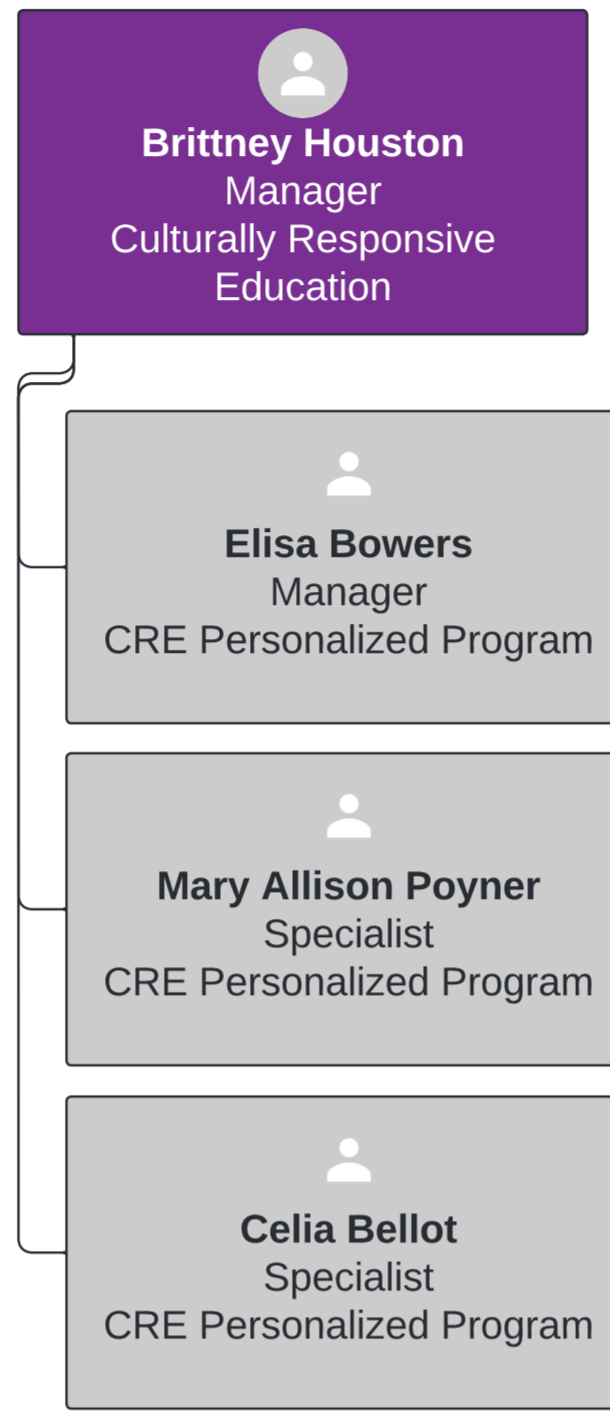 Brittney Houston
Manager
Culturally Responsive
Education
Elisa Bowers
Manager
CRE Personalized Program
Mary Allison Poyner
Specialist
CRE Personalized Program
Celia Bellot
Specialist
CRE Personalized Program